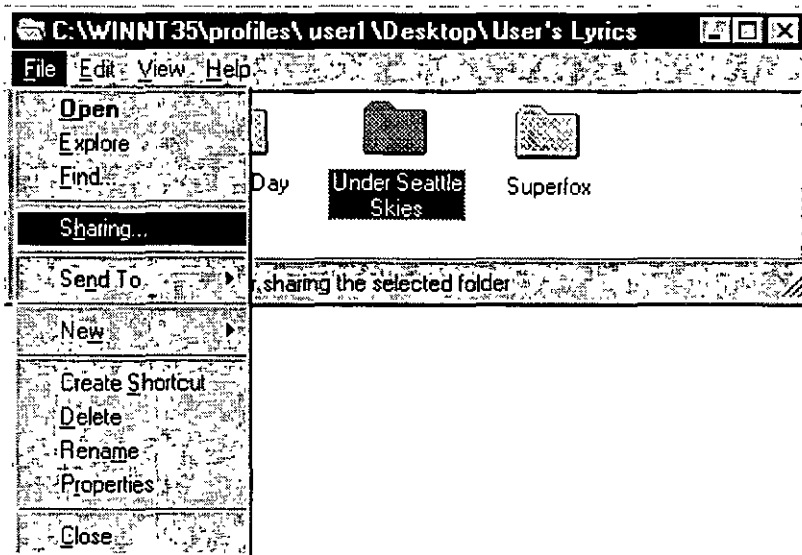 C:\WINNT35\profiles\ user1\Desktop\User's Lyrics
File Edit View Help
Open
Explore
Find...
Sharing...
Send To
New
Create Shortcut
Delete
Rename
Properties
Close
Day
Under Seattle
Skies
Superfox
sharing the selected folder